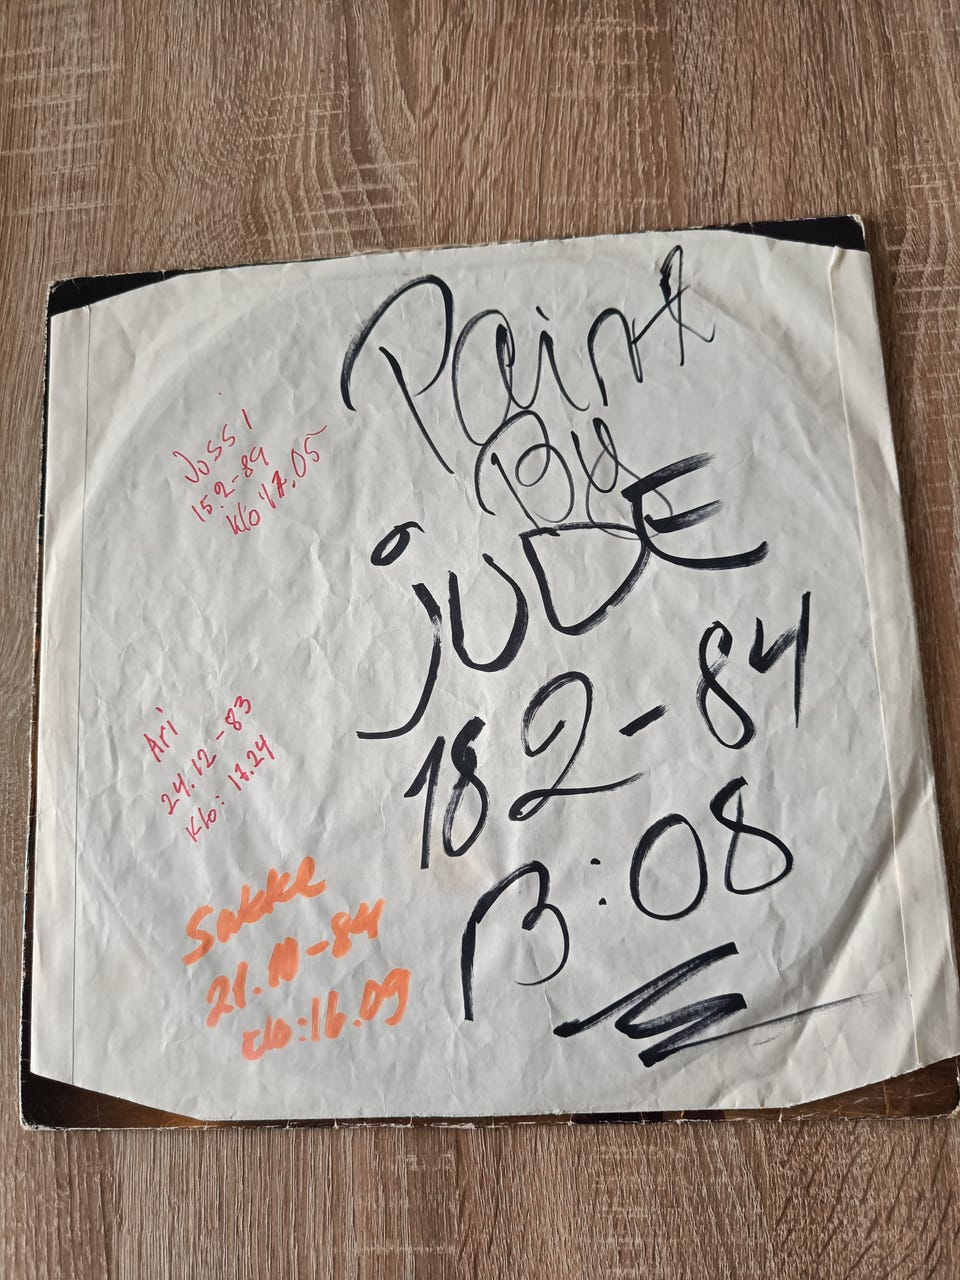 Paint
By
jUDE
18 2-84
13:08
Jossi
15.2-84
klo 17.05
Ari
24.12-83
klo: 17.24
Sakke
21.10-84
klo:16.09